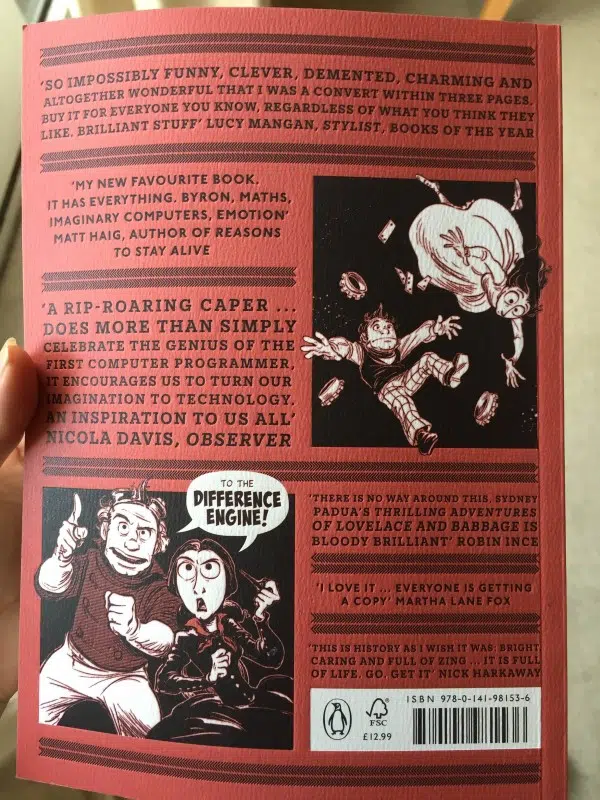 'SO IMPOSSIBLY FUNNY, CLEVER, DEMENTED, CHARMING AND
ALTOGETHER WONDERFUL THAT I WAS A CONVERT WITHIN THREE PAGES.
BUY IT FOR EVERYONE YOU KNOW, REGARDLESS OF WHAT YOU THINK THEY
LIKE. BRILLIANT STUFF' LUCY MANGAN, STYLIST, BOOKS OF THE YEAR
'MY NEW FAVOURITE BOOK.
IT HAS EVERYTHING. BYRON, MATHS,
IMAGINARY COMPUTERS, EMOTION'
MATT HAIG, AUTHOR OF REASONS
TO STAY ALIVE
'A RIP-ROARING CAPER ...
DOES MORE THAN SIMPLY
CELEBRATE THE GENIUS OF THE
FIRST COMPUTER PROGRAMMER,
IT ENCOURAGES US TO TURN OUR
IMAGINATION TO TECHNOLOGY.
AN INSPIRATION TO US ALL'
NICOLA DAVIS, OBSERVER
TO THE
DIFFERENCE
ENGINE!
'THERE IS NO WAY AROUND THIS, SYDNEY
PADUA'S THRILLING ADVENTURES
OF LOVELACE AND BABBAGE IS
BLOODY BRILLIANT' ROBIN INCE
'I LOVE IT ... EVERYONE IS GETTING
A COPY' MARTHA LANE FOX
'THIS IS HISTORY AS I WISH IT WAS: BRIGHT
CARING AND FULL OF ZING ... IT IS FULL
OF LIFE. GO. GET IT' NICK HARKAWAY
ISBN 978-0-141-98153-6
FSC
£12.99